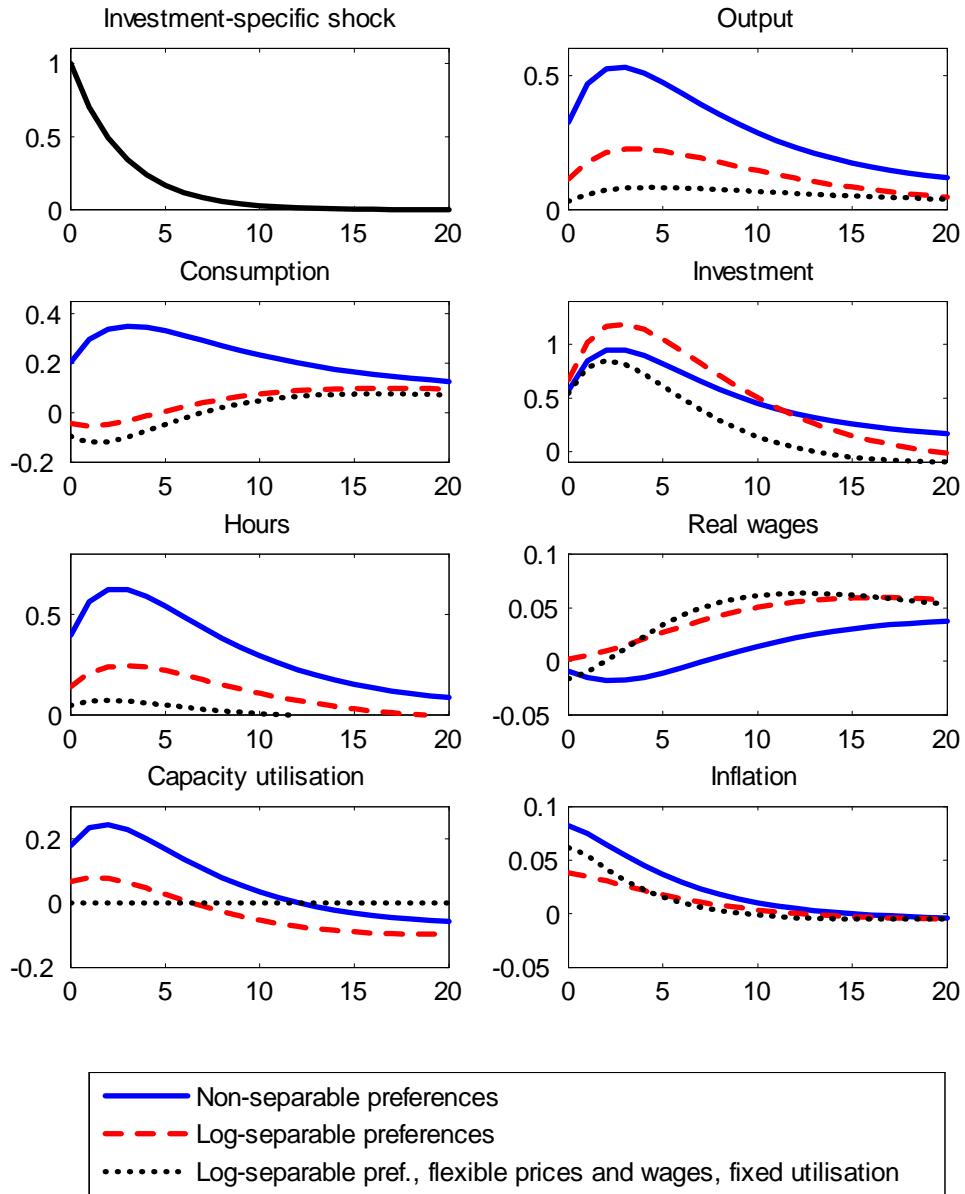 Investment-specific shock
1
0.5
0
0 5 10 15 20
Output
0.5
0
0 5 10 15 20
Consumption
0.4
0.2
0
-0.2
0 5 10 15 20
Investment
1
0.5
0
0 5 10 15 20
Hours
0.5
0
0 5 10 15 20
Real wages
0.1
0.05
0
-0.05
0 5 10 15 20
Capacity utilisation
0.2
0
-0.2
0 5 10 15 20
Inflation
0.1
0.05
0
-0.05
0 5 10 15 20
Non-separable preferences
Log-separable preferences
Log-separable pref., flexible prices and wages, fixed utilisation